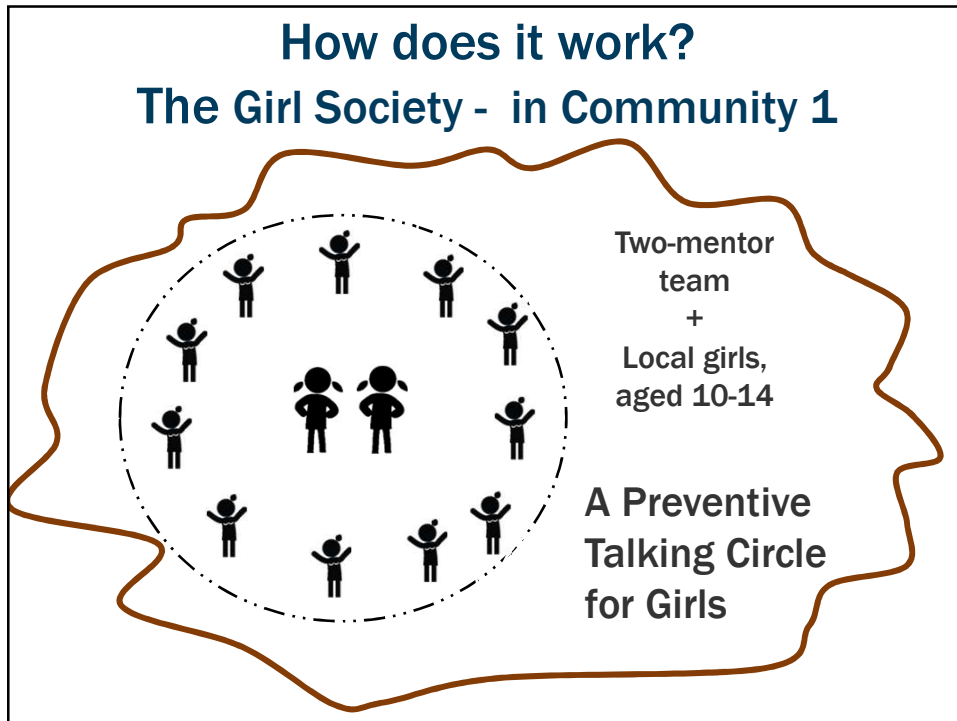 How does it work?
The Girl Society - in Community 1
Two-mentor
team
+
Local girls,
aged 10-14
A Preventive
Talking Circle
for Girls